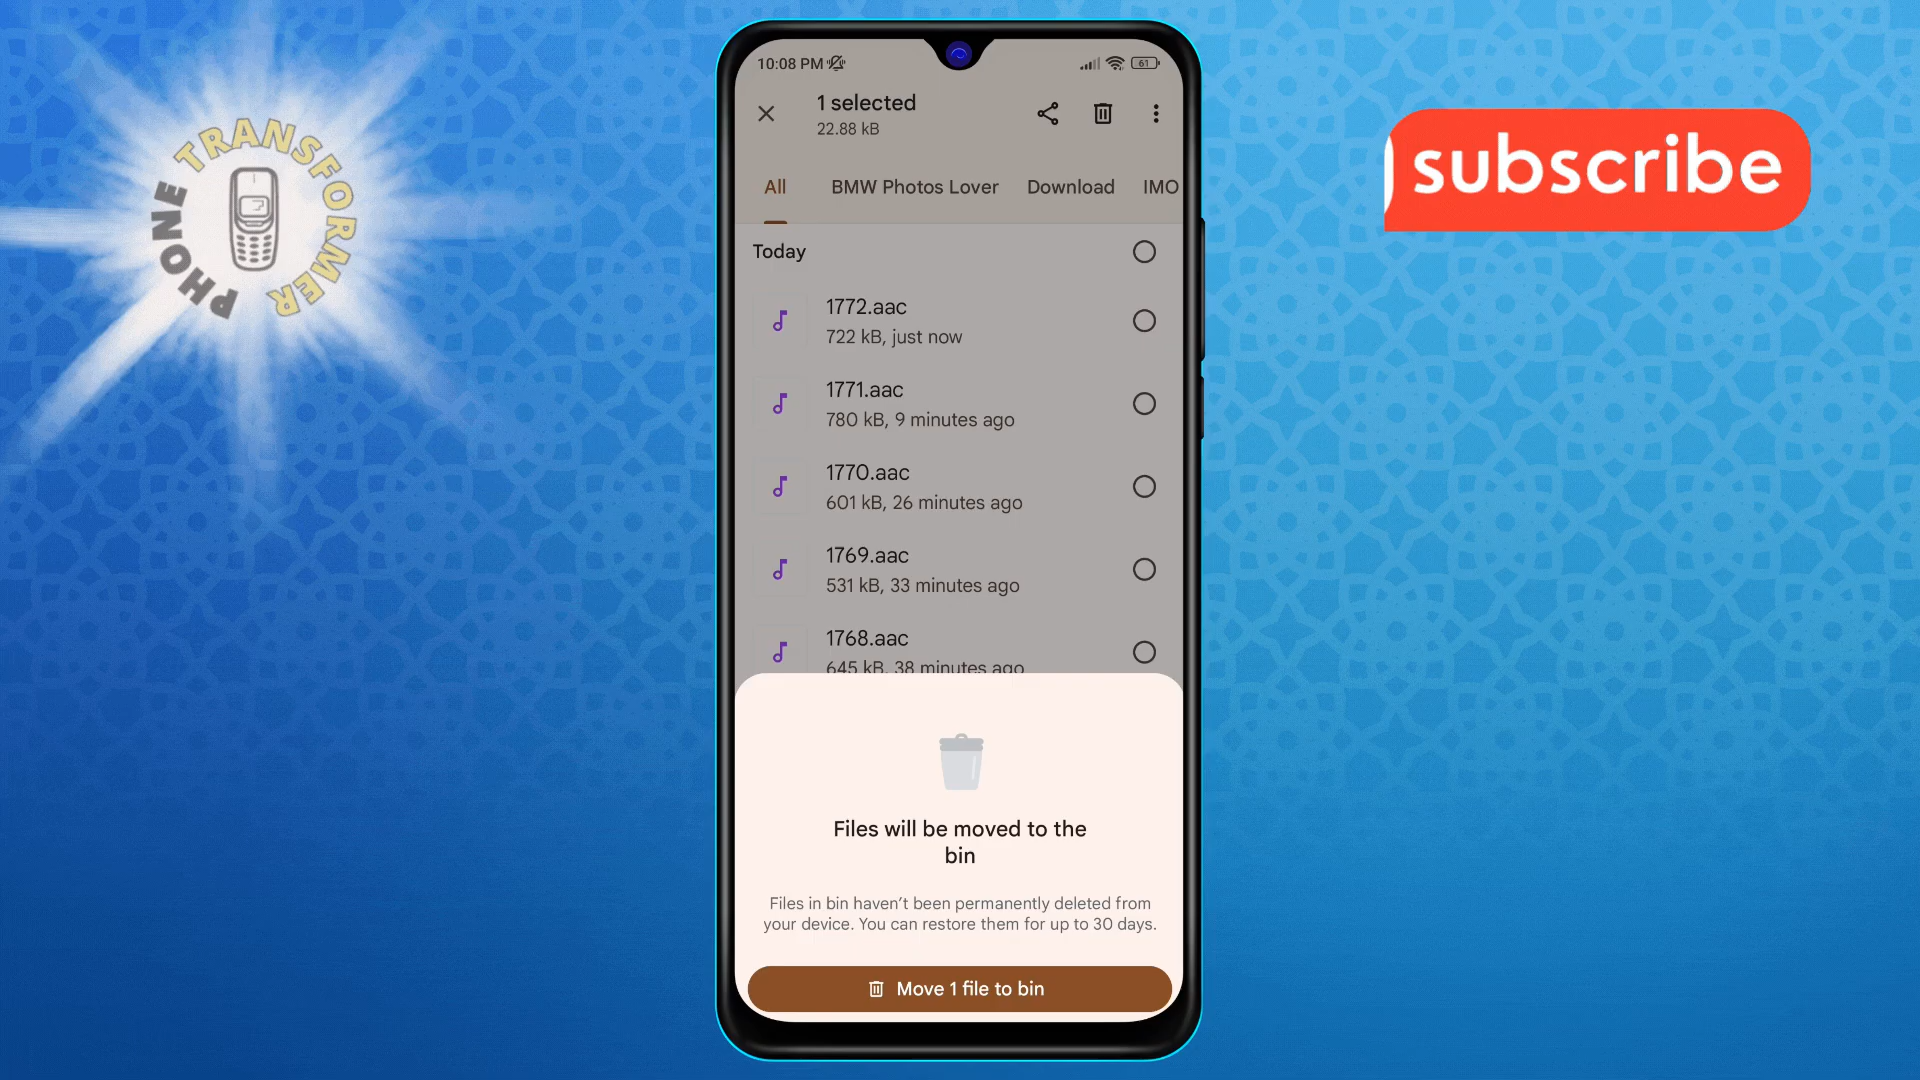 PHONE TRANSFORMER
10:08 PM
61
1 selected
22.88 kB
All
BMW Photos Lover
Download
IMO
Today
1772.aac
722 kB, just now
1771.aac
780 kB, 9 minutes ago
1770.aac
601 kB, 26 minutes ago
1769.aac
531 kB, 33 minutes ago
1768.aac
645 kB, 38 minutes ago
Files will be moved to the
bin
Files in bin haven't been permanently deleted from
your device. You can restore them for up to 30 days.
Move 1 file to bin
subscribe